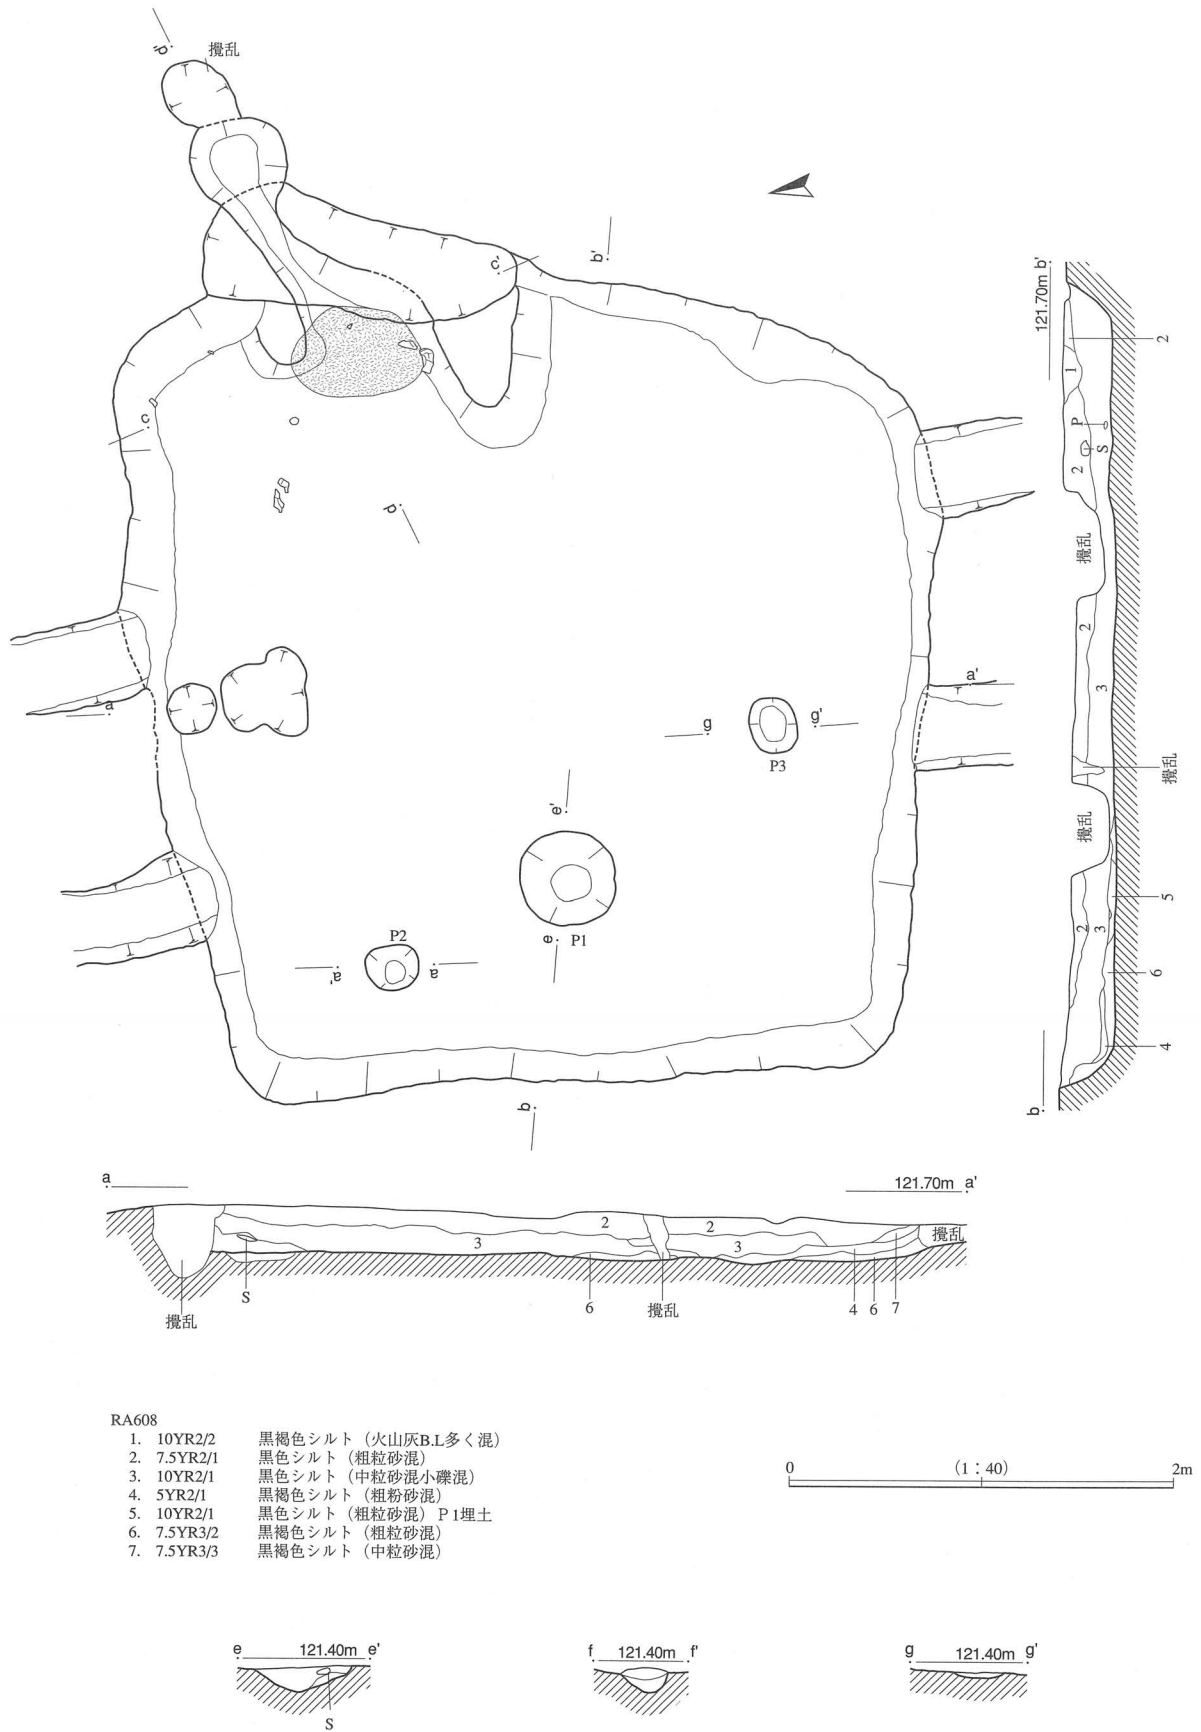 d'
攪乱
c'
b'
c
d
a
a'
g
g'
P3
e'
e
P1
P2
a'
a
b
121.70m b'
2
1
P
S
2
攪乱
2
3
攪乱
攪乱
5
2
3
6
4
b
a
121.70m a'
2
2
3
3
攪乱
S
攪乱
6
攪乱
4
6
7
RA608
1. 10YR2/2 黒褐色シルト（火山灰B.L多く混）
2. 7.5YR2/1 黒色シルト（粗粒砂混）
3. 10YR2/1 黒色シルト（中粒砂混小礫混）
4. 5YR2/1 黒褐色シルト（粗粉砂混）
5. 10YR2/1 黒色シルト（粗粒砂混）Ｐ1埋土
6. 7.5YR3/2 黒褐色シルト（粗粒砂混）
7. 7.5YR3/3 黒褐色シルト（中粒砂混）
0 （1：40） 2m
e 121.40m e'
S
f 121.40m f'
g 121.40m g'